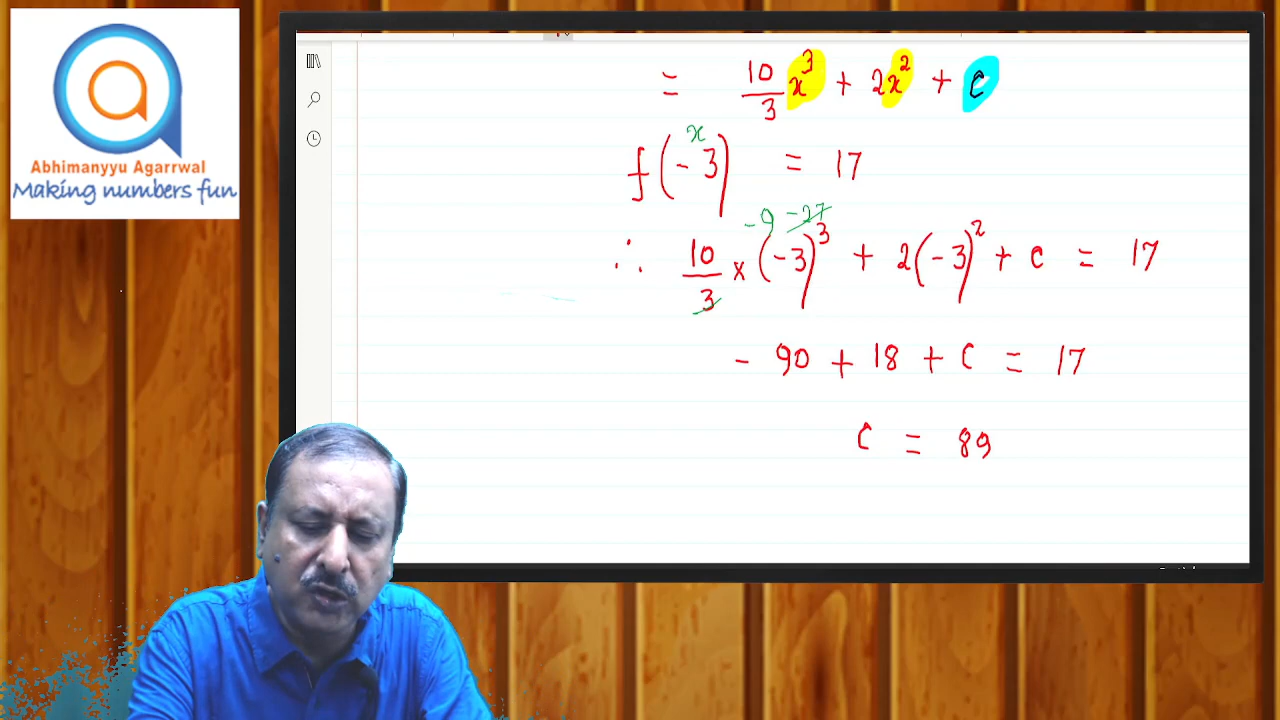 Abhimanyyu Agarrwal
Making numbers fun
= 10/3 x³ + 2x² + c
x
f(-3) = 17
-9 -27
∴ 10/3 × (-3)³ + 2(-3)² + c = 17
- 90 + 18 + c = 17
c = 89